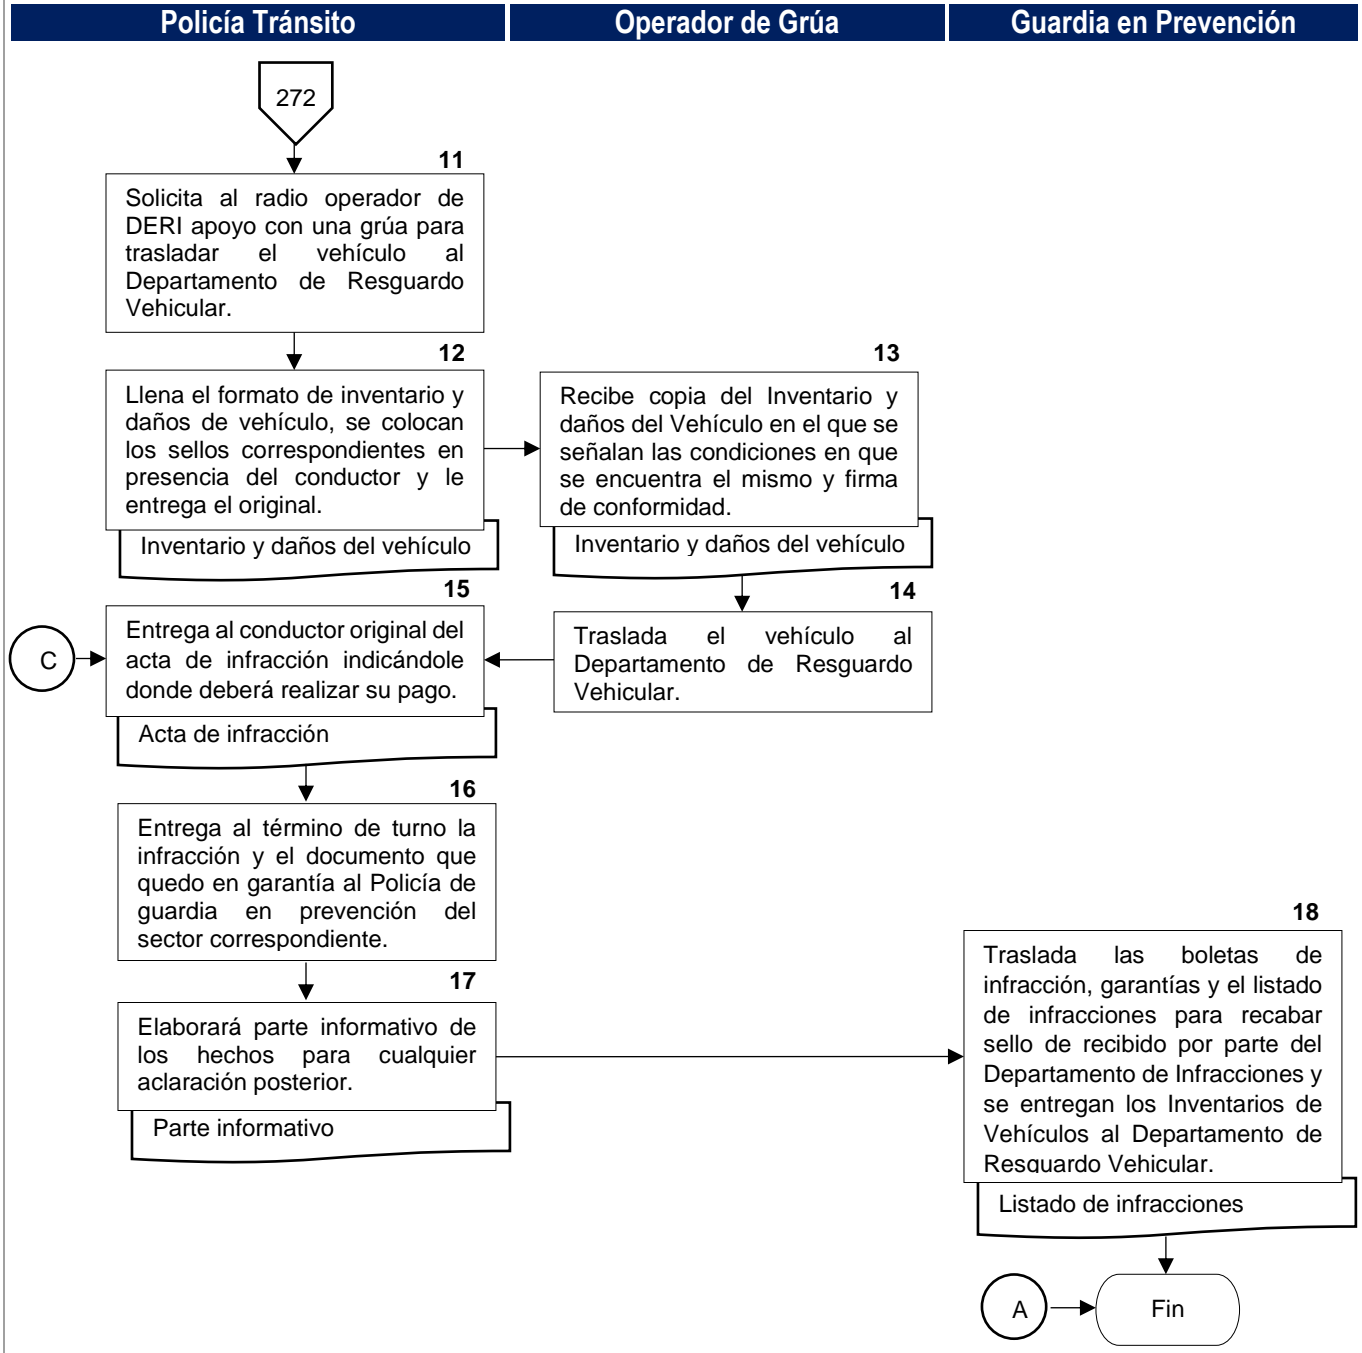 Policía Tránsito
Operador de Grúa
Guardia en Prevención
272
11
Solicita al radio operador de
DERI apoyo con una grúa para
trasladar el vehículo al
Departamento de Resguardo
Vehicular.
12
Llena el formato de inventario y
daños de vehículo, se colocan
los sellos correspondientes en
presencia del conductor y le
entrega el original.
Inventario y daños del vehículo
13
Recibe copia del Inventario y
daños del Vehículo en el que se
señalan las condiciones en que
se encuentra el mismo y firma
de conformidad.
Inventario y daños del vehículo
14
Traslada el vehículo al
Departamento de Resguardo
Vehicular.
15
C
Entrega al conductor original del
acta de infracción indicándole
donde deberá realizar su pago.
Acta de infracción
16
Entrega al término de turno la
infracción y el documento que
quedo en garantía al Policía de
guardia en prevención del
sector correspondiente.
17
Elaborará parte informativo de
los hechos para cualquier
aclaración posterior.
Parte informativo
18
Traslada las boletas de
infracción, garantías y el listado
de infracciones para recabar
sello de recibido por parte del
Departamento de Infracciones y
se entregan los Inventarios de
Vehículos al Departamento de
Resguardo Vehicular.
Listado de infracciones
A
Fin